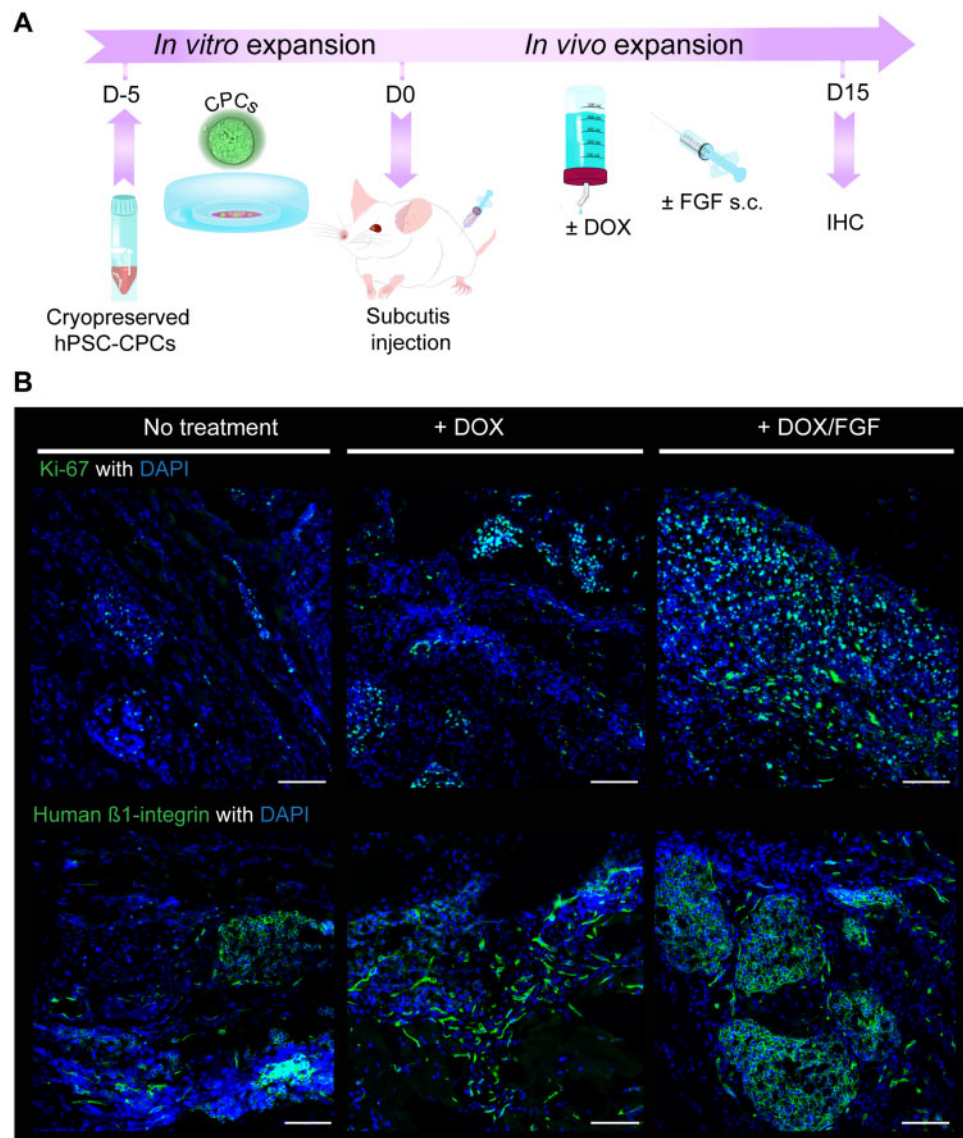 A
In vitro expansion In vivo expansion
D-5 CPCs D0 D15
± DOX ± FGF s.c. IHC
Cryopreserved
hPSC-CPCs
Subcutis
injection
B
No treatment + DOX + DOX/FGF
Ki-67 with DAPI
Human ß1-integrin with DAPI